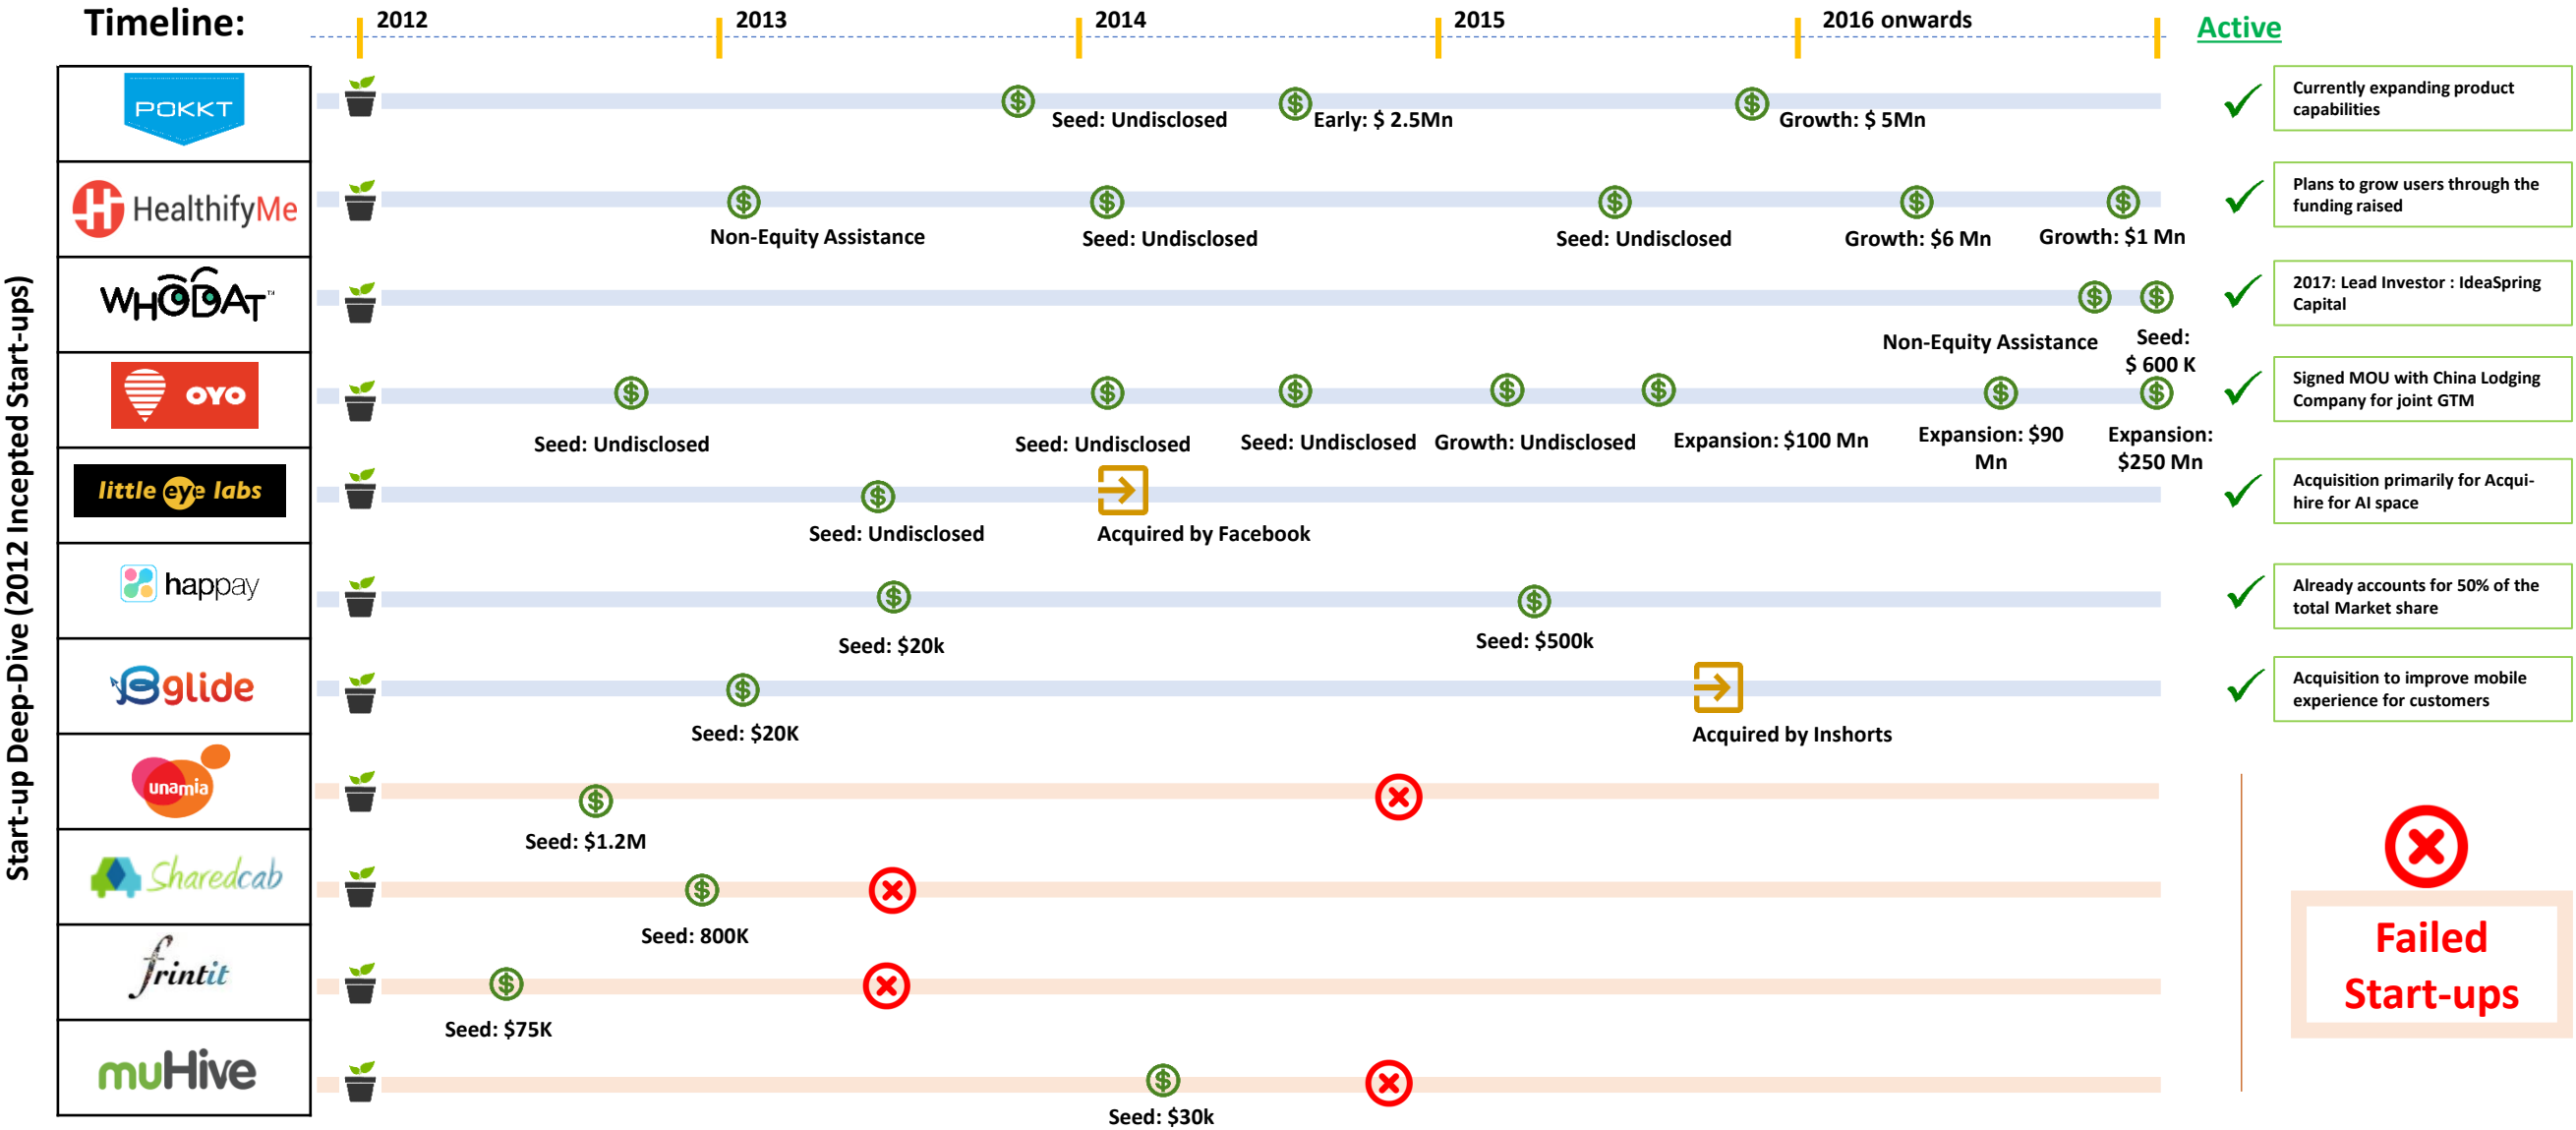 Timeline:
2012
2013
2014
2015
2016 onwards
Active
Start-up Deep-Dive (2012 Incepted Start-ups)
POKKT
Seed: Undisclosed
Early: $ 2.5Mn
Growth: $ 5Mn
Currently expanding product
capabilities
HealthifyMe
Non-Equity Assistance
Seed: Undisclosed
Seed: Undisclosed
Growth: $6 Mn
Growth: $1 Mn
Plans to grow users through the
funding raised
WHODAT™
Non-Equity Assistance
Seed:
$ 600 K
2017: Lead Investor : IdeaSpring
Capital
OYO
Seed: Undisclosed
Seed: Undisclosed
Seed: Undisclosed
Growth: Undisclosed
Expansion: $100 Mn
Expansion: $90
Mn
Expansion:
$250 Mn
Signed MOU with China Lodging
Company for joint GTM
little eye labs
Seed: Undisclosed
Acquired by Facebook
Acquisition primarily for Acqui-
hire for AI space
happay
Seed: $20k
Seed: $500k
Already accounts for 50% of the
total Market share
Bglide
Seed: $20K
Acquired by Inshorts
Acquisition to improve mobile
experience for customers
unamia
Seed: $1.2M
Sharedcab
Seed: 800K
frintit
Seed: $75K
muHive
Seed: $30k
Failed
Start-ups